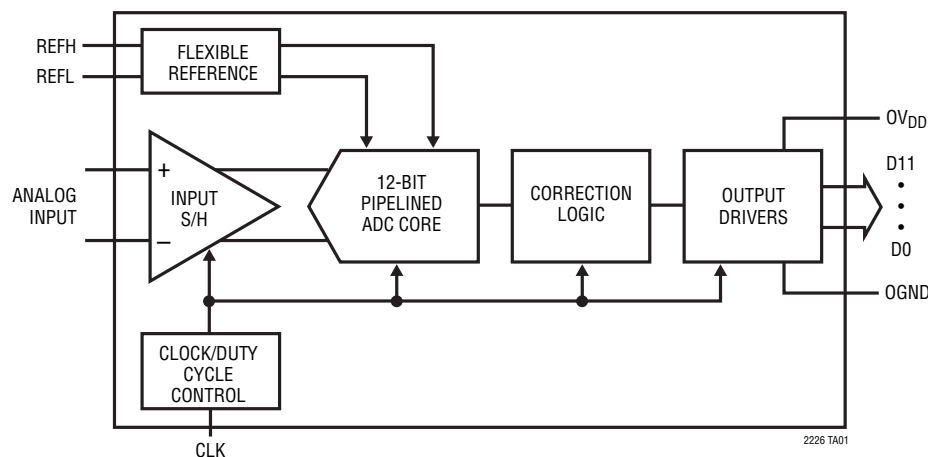 REFH
REFL
FLEXIBLE
REFERENCE
OVDD
ANALOG
INPUT
+
–
INPUT
S/H
12-BIT
PIPELINED
ADC CORE
CORRECTION
LOGIC
OUTPUT
DRIVERS
D11
•
•
•
D0
OGND
CLOCK/DUTY
CYCLE
CONTROL
CLK
2226 TA01